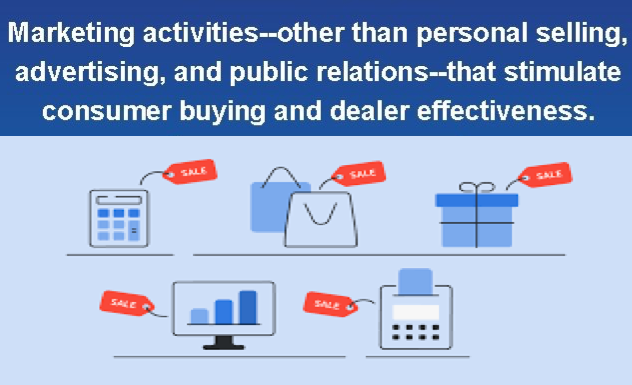 Marketing activities--other than personal selling,
advertising, and public relations--that stimulate
consumer buying and dealer effectiveness.
SALE
SALE
SALE
SALE
SALE